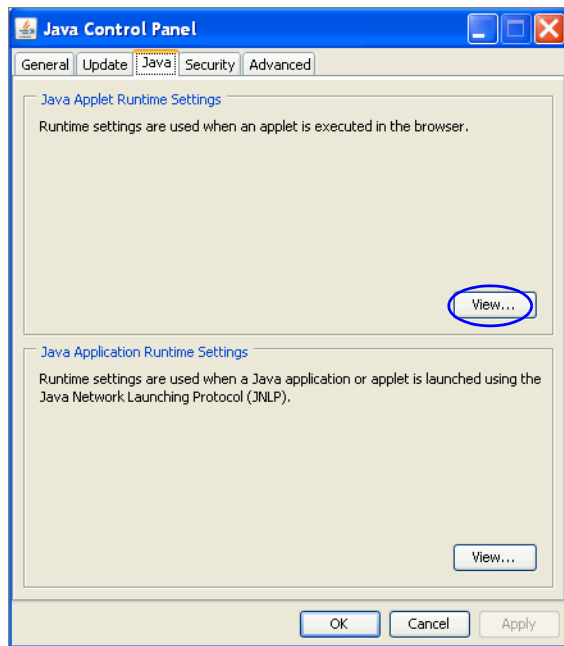 Java Control Panel
General Update Java Security Advanced
Java Applet Runtime Settings
Runtime settings are used when an applet is executed in the browser.
View...
Java Application Runtime Settings
Runtime settings are used when a Java application or applet is launched using the
Java Network Launching Protocol (JNLP).
View...
OK Cancel Apply